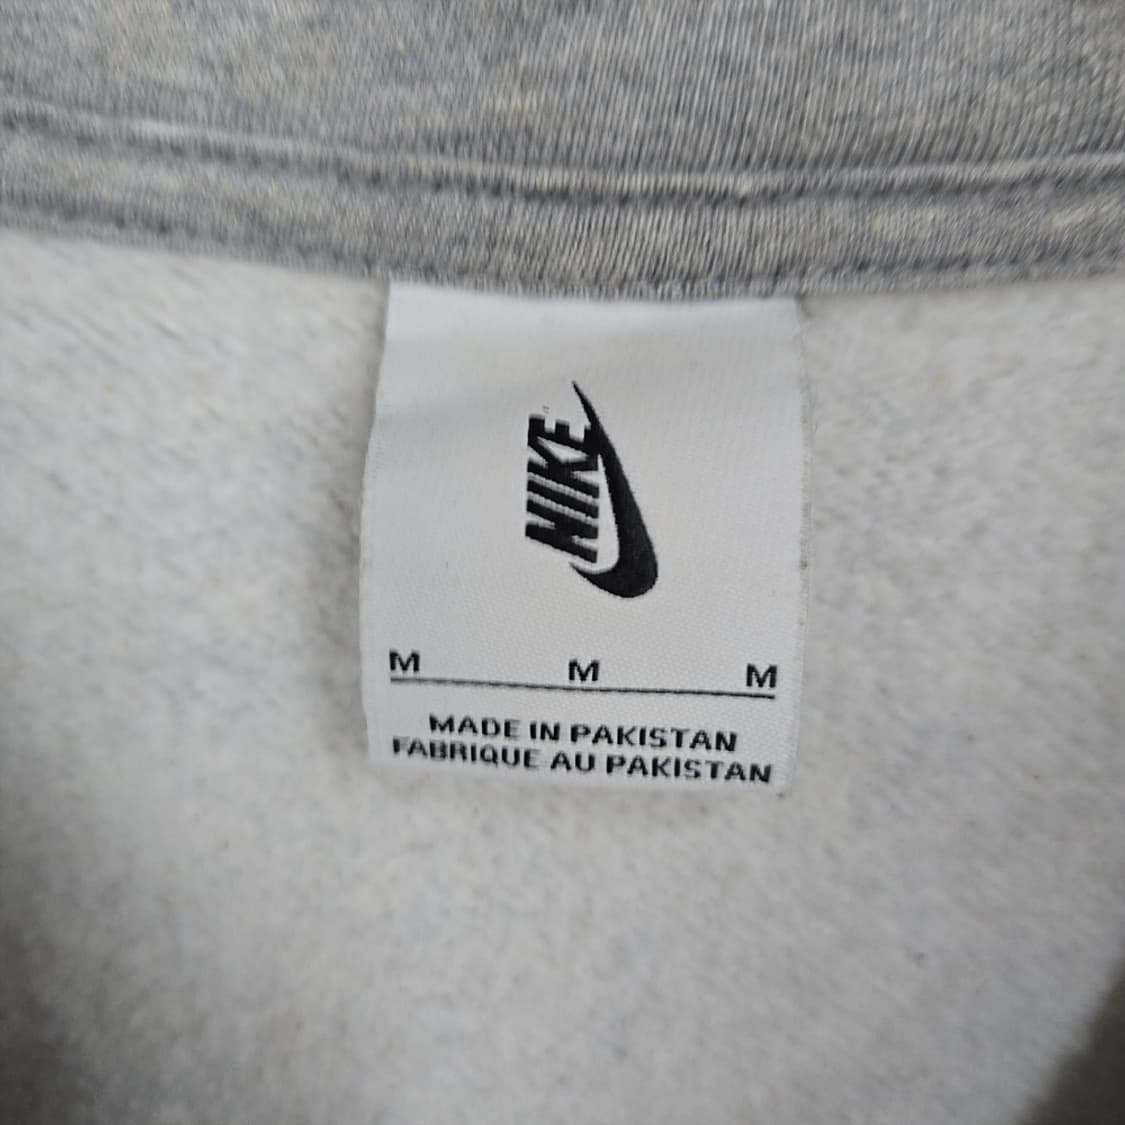 NIKE
M M M
MADE IN PAKISTAN
FABRIQUE AU PAKISTAN